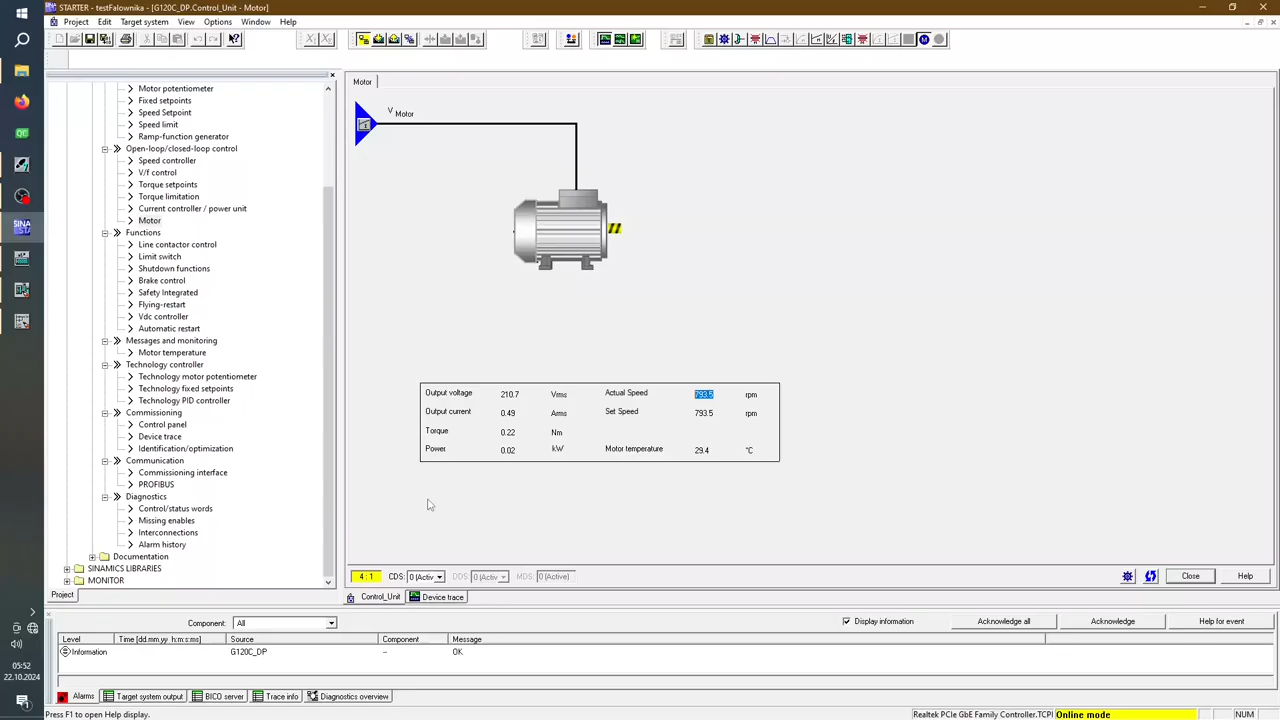 STARTER - testFalownika - [G120C_DP.Control_Unit - Motor]
Project Edit Target system View Options Window Help
Motor potentiometer
Fixed setpoints
Speed Setpoint
Speed limit
Ramp-function generator
Open-loop/closed-loop control
Speed controller
V/f control
Torque setpoints
Torque limitation
Current controller / power unit
Motor
Functions
Line contactor control
Limit switch
Shutdown functions
Brake control
Safety Integrated
Flying-restart
Vdc controller
Automatic restart
Messages and monitoring
Motor temperature
Technology controller
Technology motor potentiometer
Technology fixed setpoints
Technology PID controller
Commissioning
Control panel
Device trace
Identification/optimization
Communication
Commissioning interface
PROFIBUS
Diagnostics
Control/status words
Missing enables
Interconnections
Alarm history
Documentation
SINAMICS LIBRARIES
MONITOR
Project
Motor
V Motor
Output voltage 210.7 Vrms Actual Speed 793.5 rpm
Output current 0.49 Arms Set Speed 793.5 rpm
Torque 0.22 Nm
Power 0.02 kW Motor temperature 29.4 °C
4 : 1 CDS: 0 (Activ DDS: 0 (Activ MDS: 0 (Active) Close Help
Control_Unit Device trace
Component: All Display information Acknowledge all Acknowledge Help for event
Level Time [dd.mm.yy h:m:s:ms] Source Component Message
Information G120C_DP -- OK
Alarms Target system output BICO server Trace info Diagnostics overview
Press F1 to open Help display. Realtek PCIe GbE Family Controller.TCPI Online mode NUM
05:52
22.10.2024